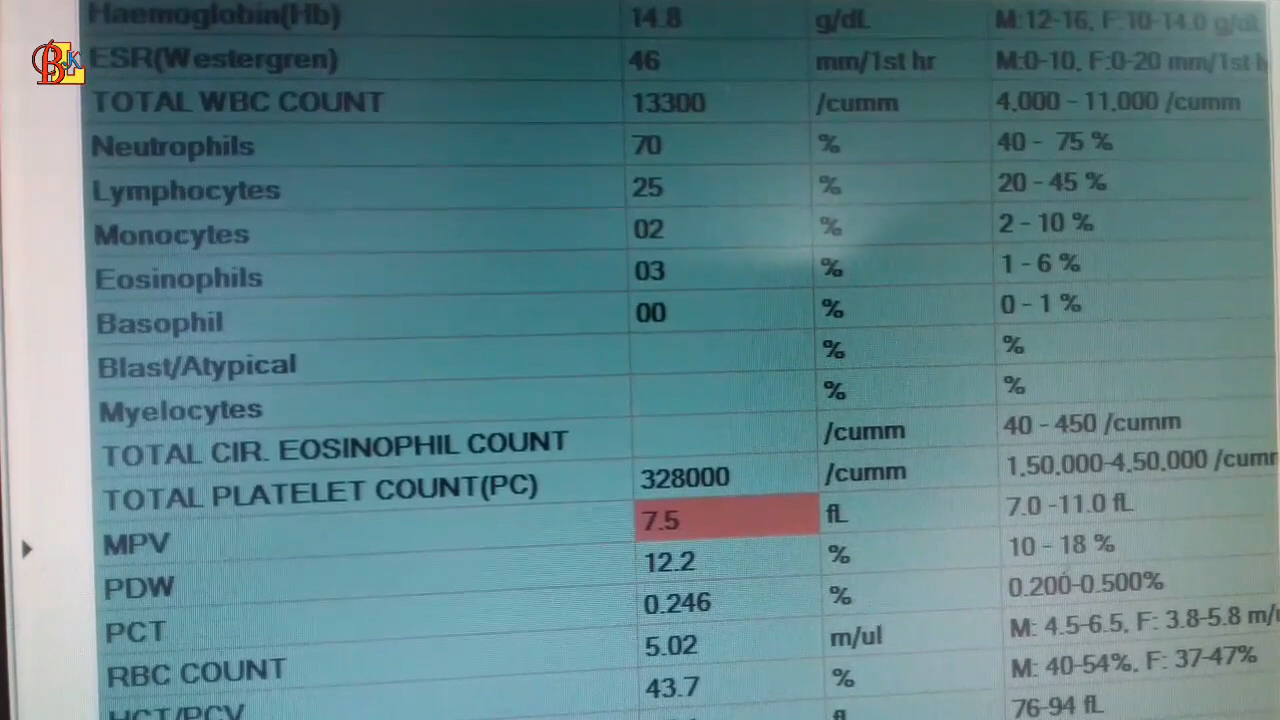 Haemoglobin(Hb) 14.8 g/dL M:12-16, F:10-14.0 g/dL
ESR(Westergren) 46 mm/1st hr M:0-10, F:0-20 mm/1st h
TOTAL WBC COUNT 13300 /cumm 4,000 - 11,000 /cumm
Neutrophils 70 % 40 - 75 %
Lymphocytes 25 % 20 - 45 %
Monocytes 02 % 2 - 10 %
Eosinophils 03 % 1 - 6 %
Basophil 00 % 0 - 1 %
Blast/Atypical % %
Myelocytes % %
TOTAL CIR. EOSINOPHIL COUNT /cumm 40 - 450 /cumm
TOTAL PLATELET COUNT(PC) 328000 /cumm 1,50,000-4,50,000 /cumm
MPV 7.5 fL 7.0 -11.0 fL
PDW 12.2 % 10 - 18 %
PCT 0.246 % 0.200-0.500%
RBC COUNT 5.02 m/ul M: 4.5-6.5, F: 3.8-5.8 m/u
HCT/PCV 43.7 % M: 40-54%, F: 37-47%
76-94 fL